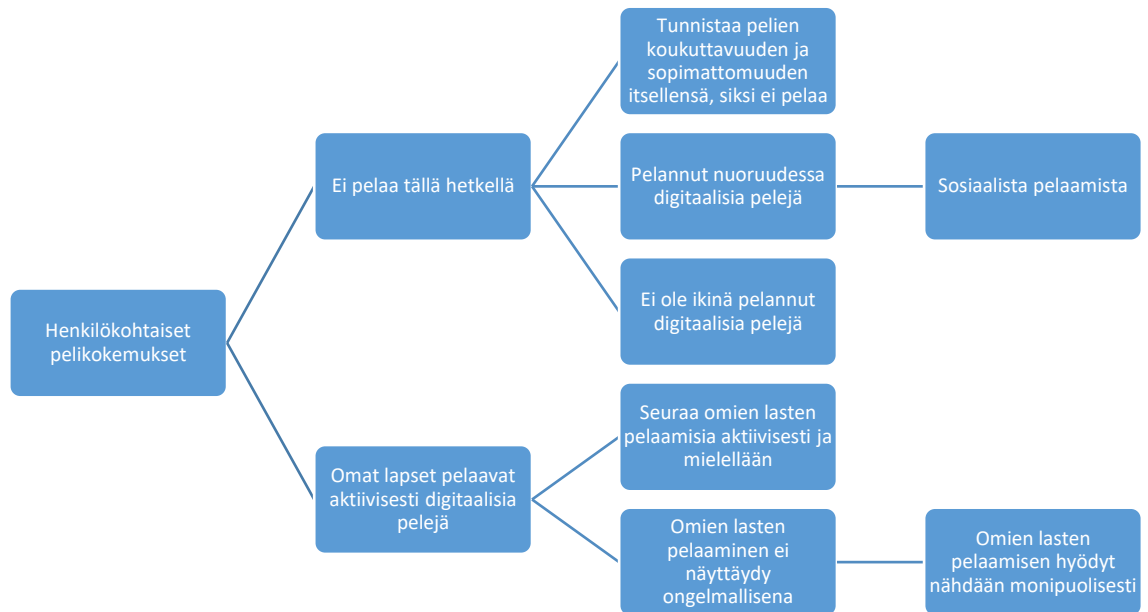 Tunnistaa pelien
koukuttavuuden ja
sopimattomuuden
itsellensä, siksi ei pelaa
Ei pelaa tällä hetkellä
Pelannut nuoruudessa
digitaalisia pelejä
Sosiaalista pelaamista
Ei ole ikinä pelannut
digitaalisia pelejä
Henkilökohtaiset
pelikokemukset
Seuraa omien lasten
pelaamisia aktiivisesti ja
mielellään
Omat lapset pelaavat
aktiivisesti digitaalisia
pelejä
Omien lasten
pelaaminen ei
näyttäydy
ongelmallisena
Omien lasten
pelaamisen hyödyt
nähdään monipuolisesti